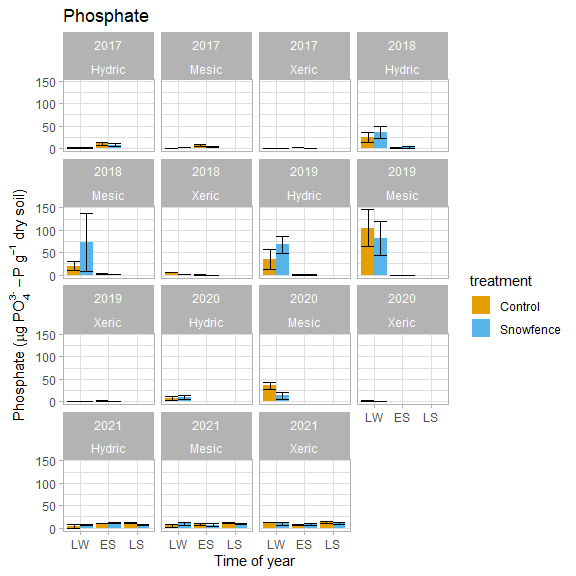 Phosphate
2017
Hydric
2017
Mesic
2017
Xeric
2018
Hydric
150
100
50
0
2018
Mesic
2018
Xeric
2019
Hydric
2019
Mesic
150
100
50
0
2019
Xeric
2020
Hydric
2020
Mesic
2020
Xeric
150
100
50
0
LW ES LS
2021
Hydric
2021
Mesic
2021
Xeric
150
100
50
0
LW ES LS
LW ES LS
LW ES LS
Time of year
Phosphate (μg PO₄³⁻ −P g⁻¹ dry soil)
treatment
Control
Snowfence